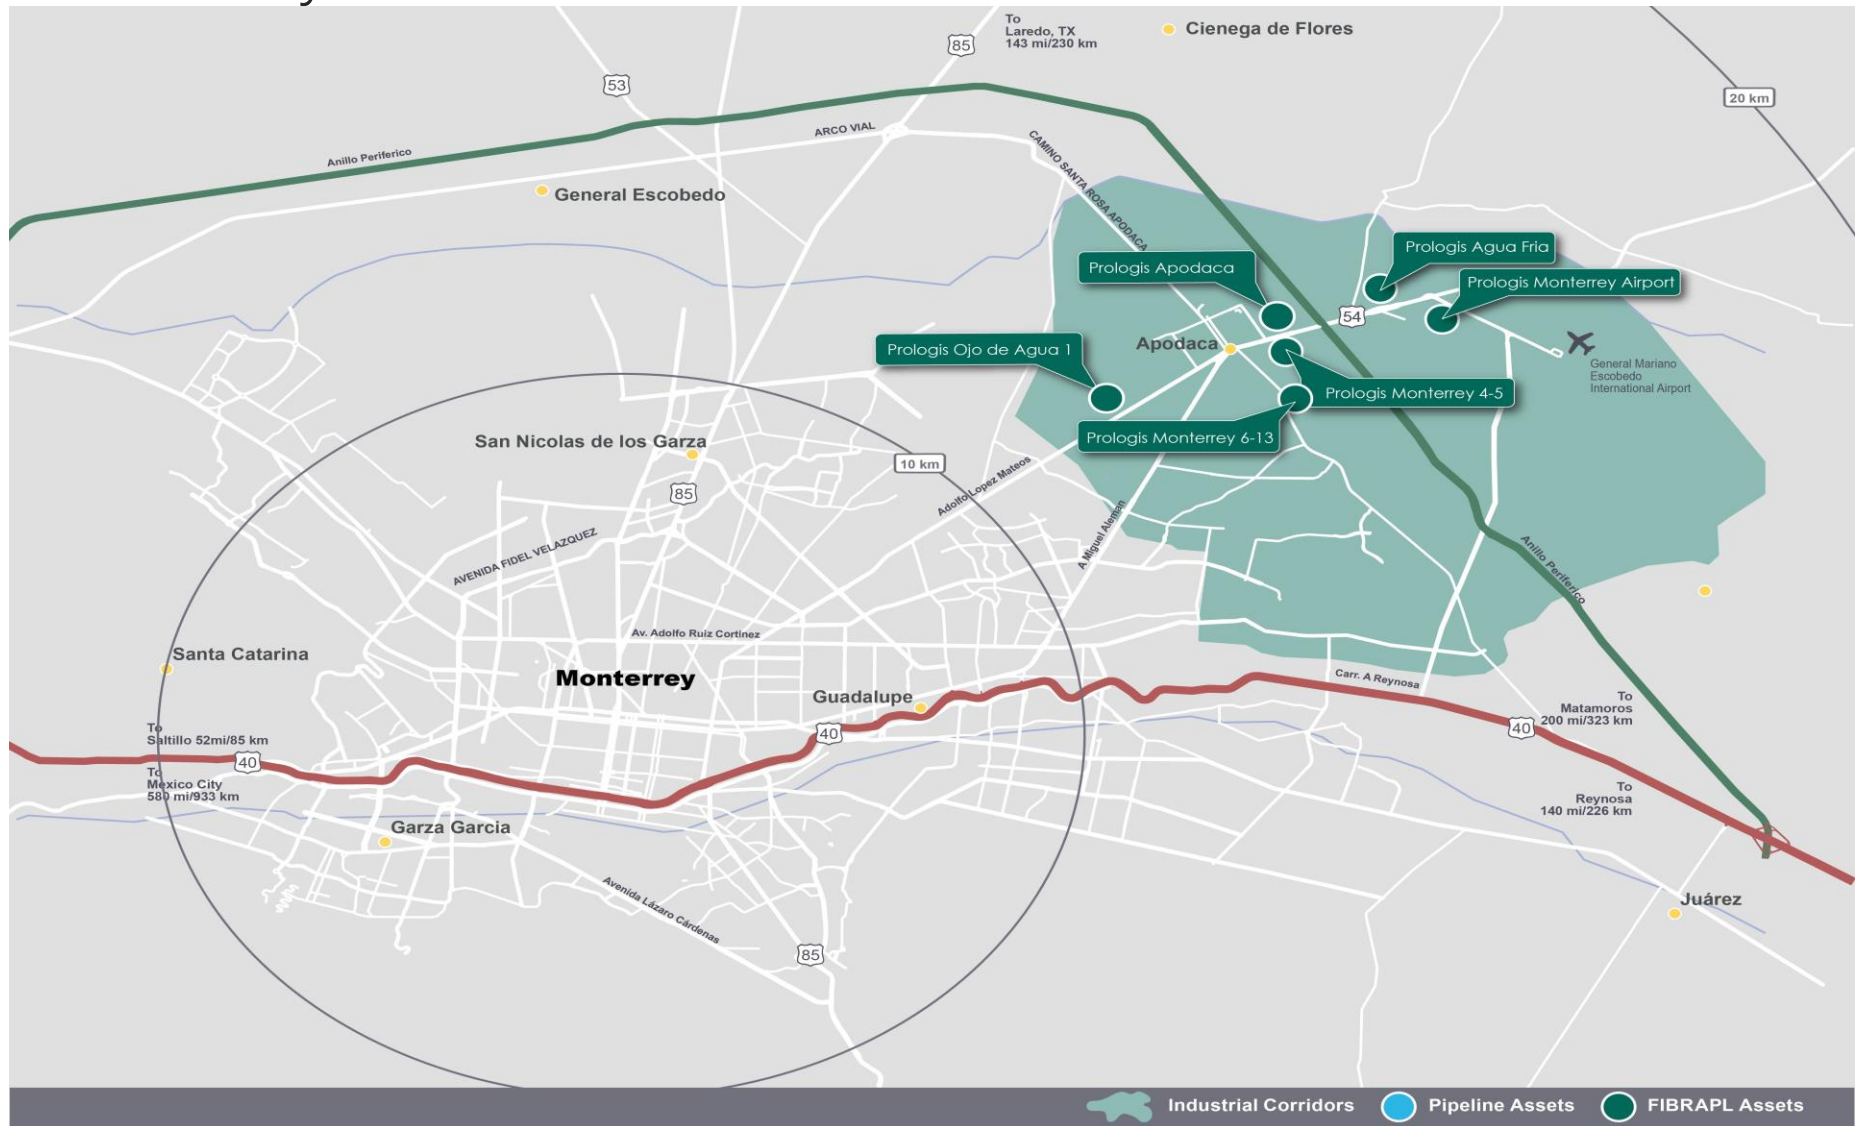 To
Laredo, TX
143 mi/230 km
85
Cienega de Flores
53
20 km
ARCO VIAL
Anillo Periferico
CAMINO SANTA ROSA APODACA
General Escobedo
Prologis Agua Fria
Prologis Apodaca
Prologis Monterrey Airport
54
Apodaca
Prologis Ojo de Agua 1
General Mariano
Escobedo
International Airport
Prologis Monterrey 4-5
Prologis Monterrey 6-13
San Nicolas de los Garza
10 km
85
Adolfo Lopez Mateos
A Miguel Aleman
AVENIDA FIDEL VELAZQUEZ
Anillo Periferico
Av. Adolfo Ruiz Cortinez
Santa Catarina
Monterrey
Guadalupe
Carr. A Reynosa
To
Matamoros
200 mi/323 km
40
40
To
Saltillo 52mi/85 km
40
To
Mexico City
580 mi/933 km
To
Reynosa
140 mi/226 km
Garza Garcia
Avenida Lázaro Cárdenas
Juárez
85
Industrial Corridors
Pipeline Assets
FIBRAPL Assets